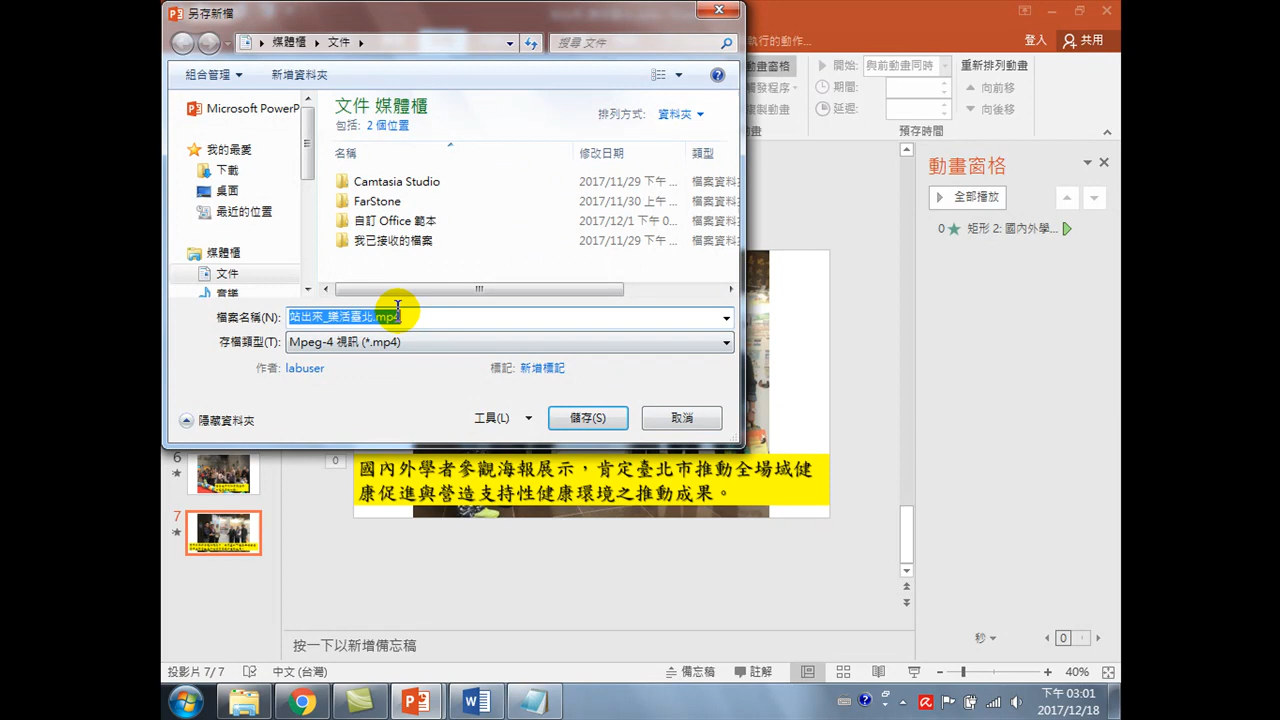 另存新檔
媒體櫃 ▸ 文件 ▸
搜尋 文件
組合管理 ▾ 新增資料夾
Microsoft PowerP
我的最愛
下載
桌面
最近的位置
媒體櫃
文件
音樂
文件 媒體櫃
包括: 2 個位置
排列方式: 資料夾 ▾
名稱 修改日期 類型
Camtasia Studio 2017/11/29 下午 ... 檔案資料夾
FarStone 2017/11/30 上午 ... 檔案資料夾
自訂 Office 範本 2017/12/1 下午 0... 檔案資料夾
我已接收的檔案 2017/11/29 下午 ... 檔案資料夾
檔案名稱(N): 站出來_樂活臺北.mp4
存檔類型(T): Mpeg-4 視訊 (*.mp4)
作者: labuser 標記: 新增標記
隱藏資料夾 工具(L) 儲存(S) 取消
執行的動作...
登入 共用
動畫窗格 開始: 與前動畫同時 重新排列動畫
觸發程序 期間: 向前移
複製動畫 延遲: 向後移
預存時間
動畫窗格
全部播放
0 矩形 2: 國內外學...
6
7
0
國內外學者參觀海報展示，肯定臺北市推動全場域健
康促進與營造支持性健康環境之推動成果。
按一下以新增備忘稿
秒 0
投影片 7/7 中文 (台灣) 備忘稿 註解 40%
下午 03:01
2017/12/18